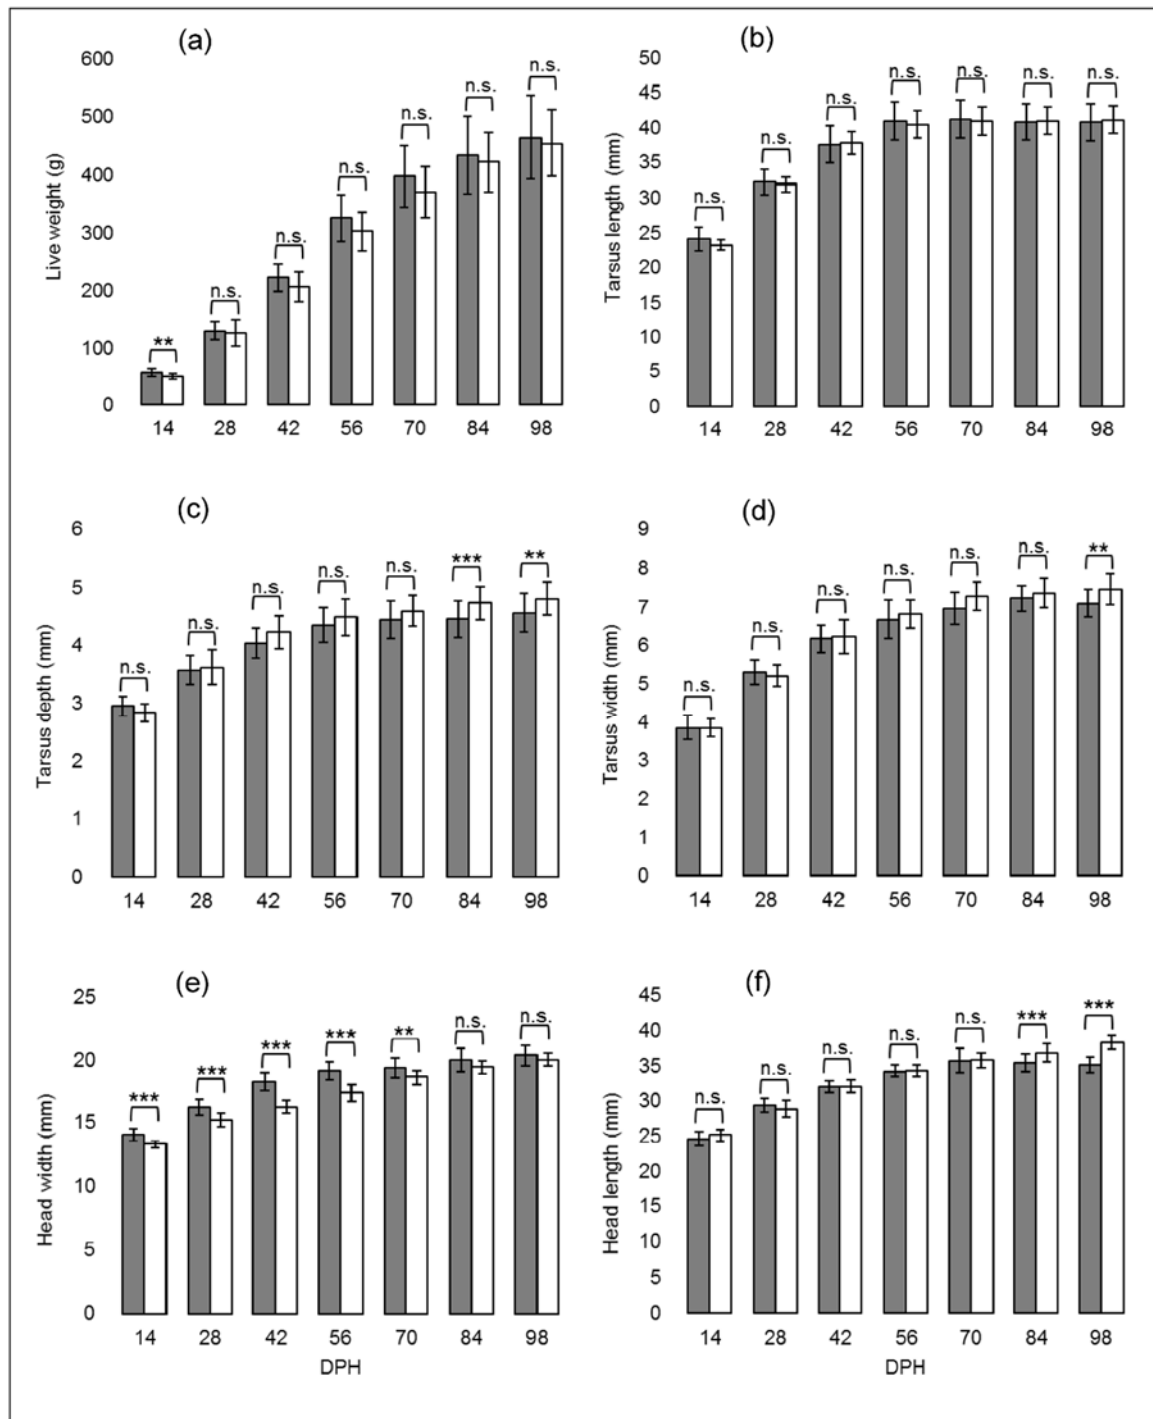 (a)
600
500
400
300
200
100
0
Live weight (g)
** n.s. n.s. n.s. n.s. n.s. n.s.
14 28 42 56 70 84 98
(b)
50
45
40
35
30
25
20
15
10
5
0
Tarsus length (mm)
n.s. n.s. n.s. n.s. n.s. n.s. n.s.
14 28 42 56 70 84 98
(c)
6
5
4
3
2
1
0
Tarsus depth (mm)
n.s. n.s. n.s. n.s. n.s. *** **
14 28 42 56 70 84 98
(d)
9
8
7
6
5
4
3
2
1
0
Tarsus width (mm)
n.s. n.s. n.s. n.s. n.s. n.s. **
14 28 42 56 70 84 98
(e)
25
20
15
10
5
0
Head width (mm)
*** *** *** *** ** n.s. n.s.
14 28 42 56 70 84 98
DPH
(f)
45
40
35
30
25
20
15
10
5
0
Head length (mm)
n.s. n.s. n.s. n.s. n.s. *** ***
14 28 42 56 70 84 98
DPH